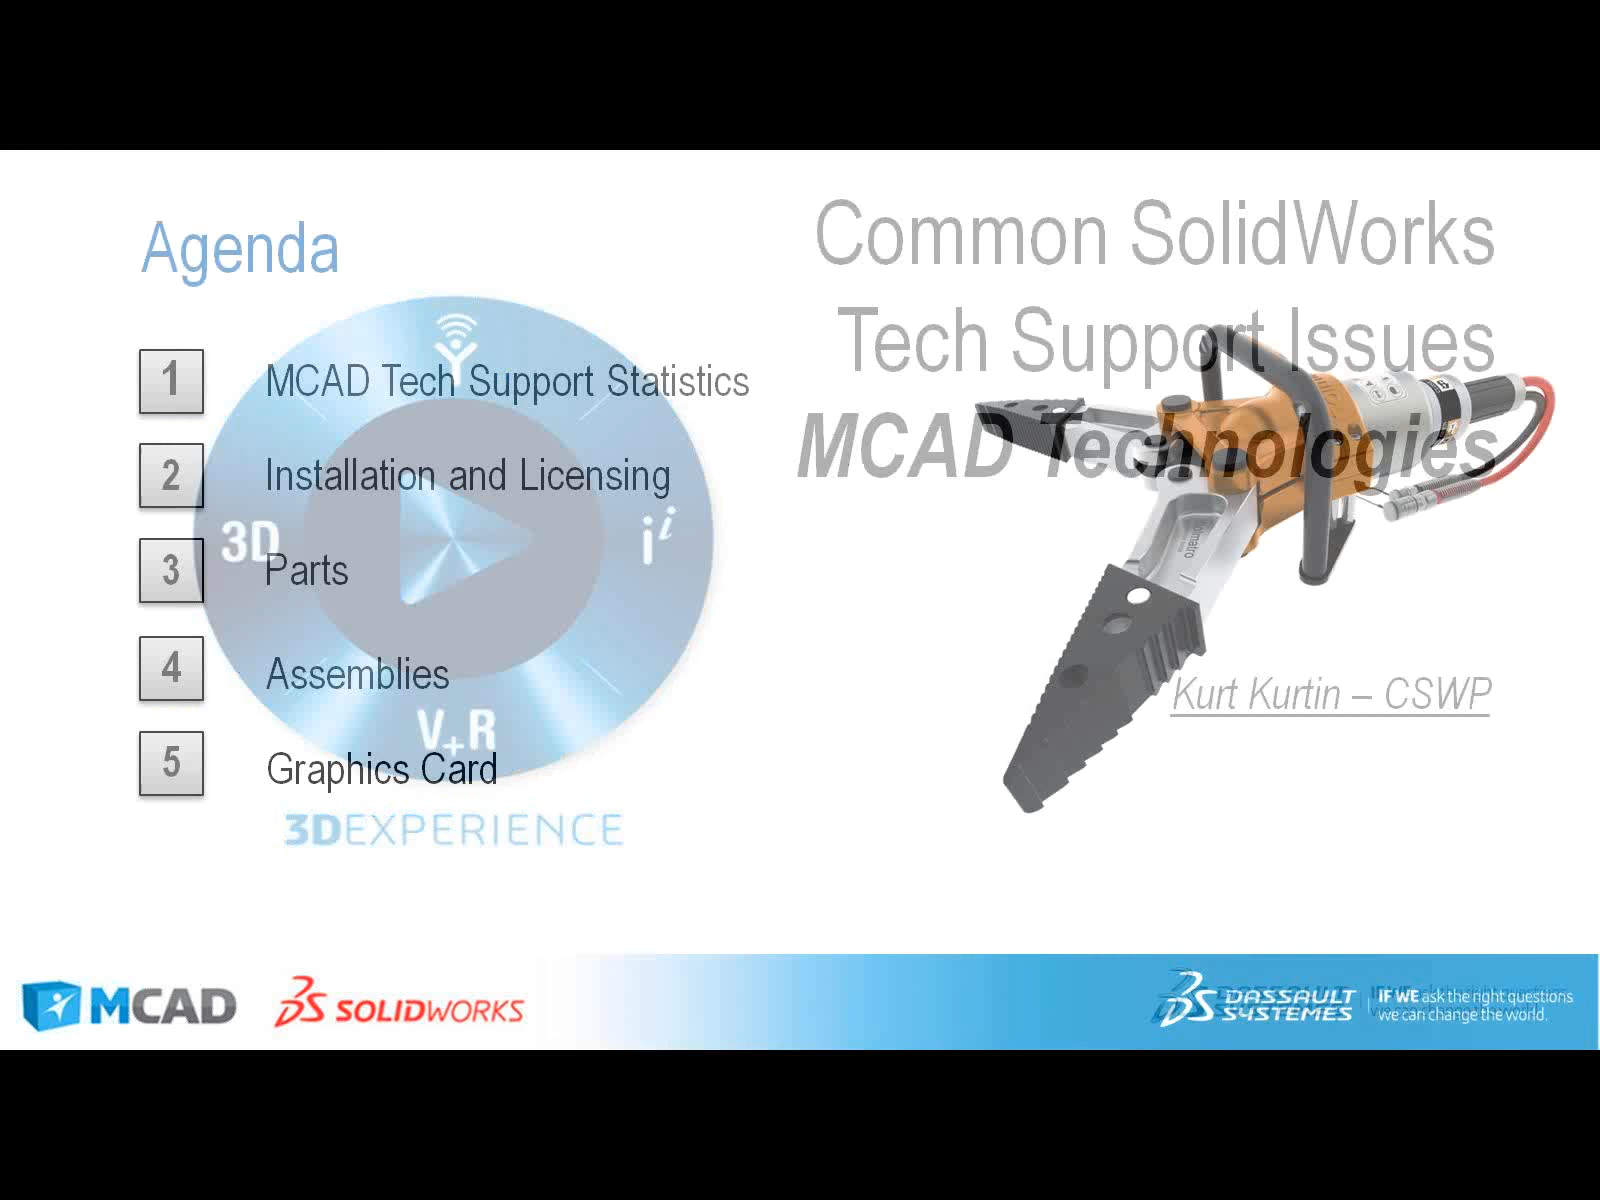 Agenda
1 MCAD Tech Support Statistics
2 Installation and Licensing
3 Parts
4 Assemblies
5 Graphics Card
3D
i i
V+R
3DEXPERIENCE
Common SolidWorks
Tech Support Issues
MCAD Technologies
Kurt Kurtin – CSWP
MCAD
SOLIDWORKS
DASSAULT
SYSTEMES
IF WE ask the right questions
we can change the world.